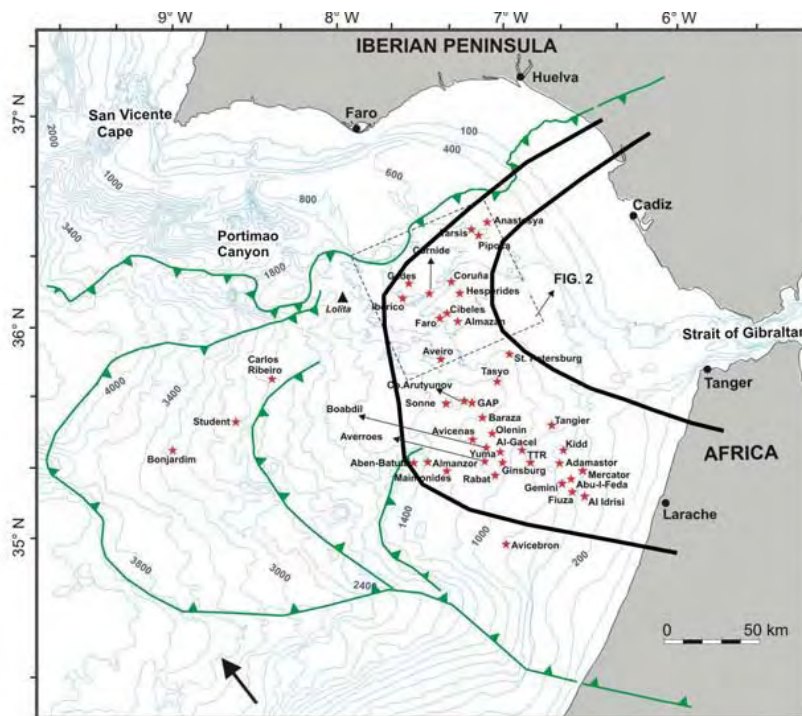 9° W
8° W
7° W
6° W
IBERIAN PENINSULA
Huelva
37° N
San Vicente
Cape
Faro
100
400
2000
1000
600
800
Cadiz
3400
Portimao
Canyon
1800
Anastasya
Tarsis
Pipoca
Cornide
Gades
Coruña
Hesperides
FIG. 2
Iberico
Lolita
Cibeles
Faro
Almazan
36° N
Strait of Gibraltar
Aveiro
St. Petersburg
Tanger
Carlos
Ribeiro
4000
3400
Tasyo
Cp.Arutyunov
Sonne
GAP
Boabdil
Baraza
Student
Tangier
Avicenas
Olenin
Averroes
Al-Gacel
Kidd
AFRICA
Bonjardim
Yuma
TTR
Aben-Batuta
Almanzor
Ginsburg
Adamastor
Maimonides
Rabat
Mercator
Gemini
Abu-l-Feda
Fiuza
Al Idrisi
Larache
35° N
1400
1000
Avicebron
200
3800
3000
2400
0
50 km